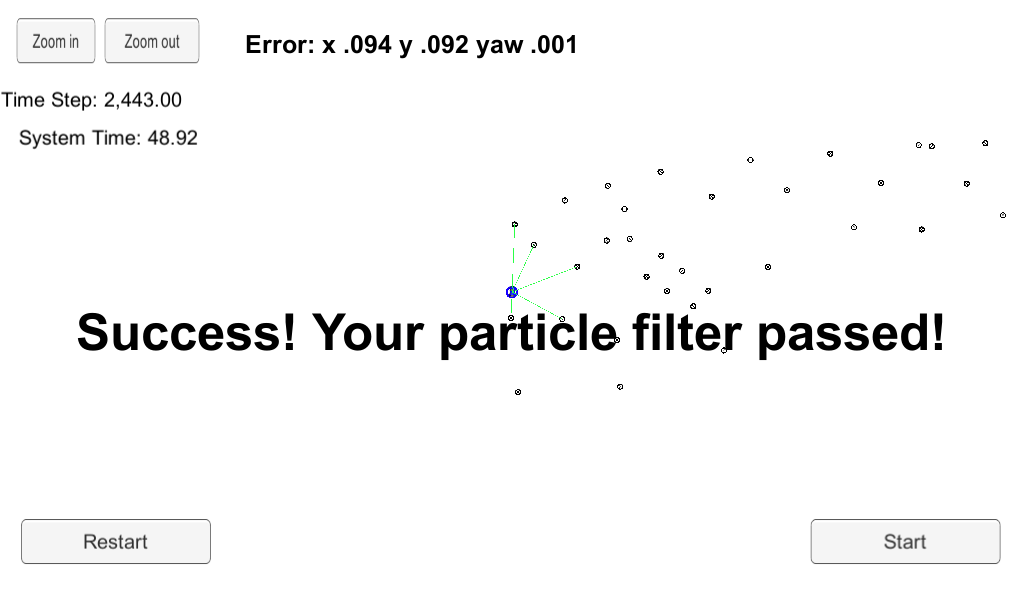 Zoom in Zoom out Error: x .094 y .092 yaw .001
Time Step: 2,443.00
System Time: 48.92
Success! Your particle filter passed!
Restart Start